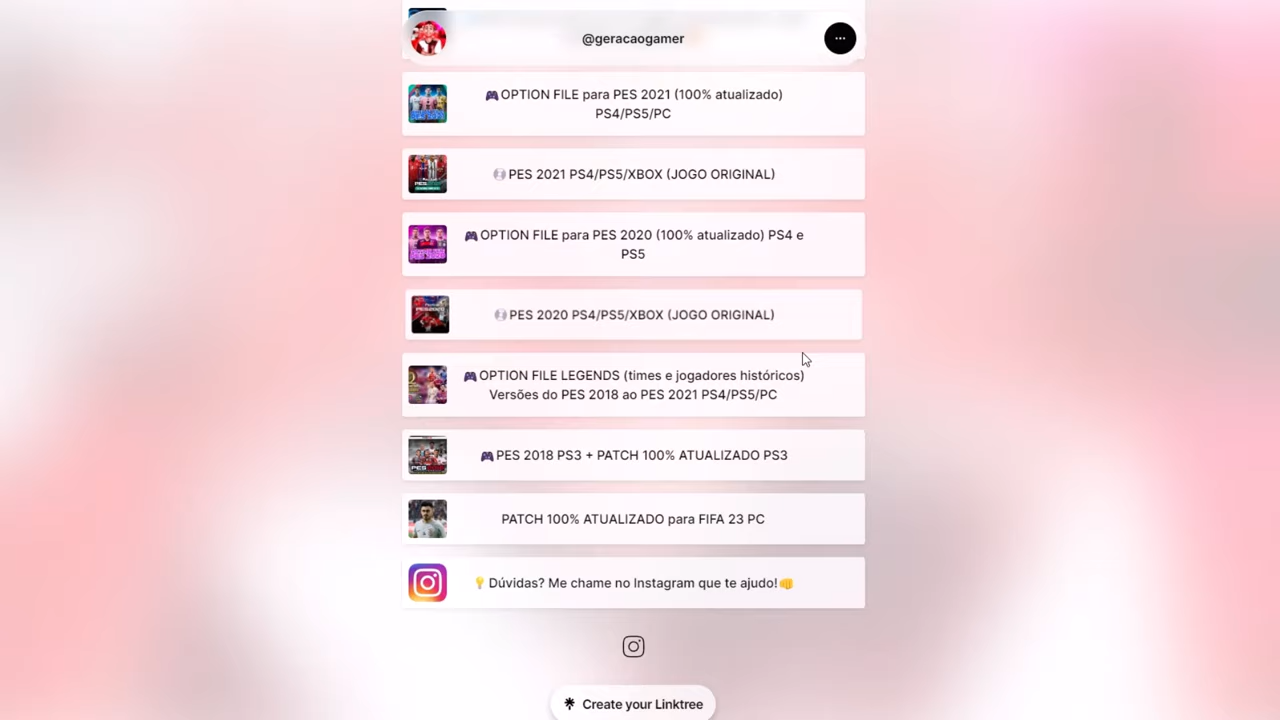 @geracaogamer
🎮OPTION FILE para PES 2021 (100% atualizado)
PS4/PS5/PC
PES 2021 PS4/PS5/XBOX (JOGO ORIGINAL)
🎮OPTION FILE para PES 2020 (100% atualizado) PS4 e
PS5
PES 2020 PS4/PS5/XBOX (JOGO ORIGINAL)
🎮OPTION FILE LEGENDS (times e jogadores históricos)
Versões do PES 2018 ao PES 2021 PS4/PS5/PC
🎮PES 2018 PS3 + PATCH 100% ATUALIZADO PS3
PATCH 100% ATUALIZADO para FIFA 23 PC
💡Dúvidas? Me chame no Instagram que te ajudo!👊
Create your Linktree